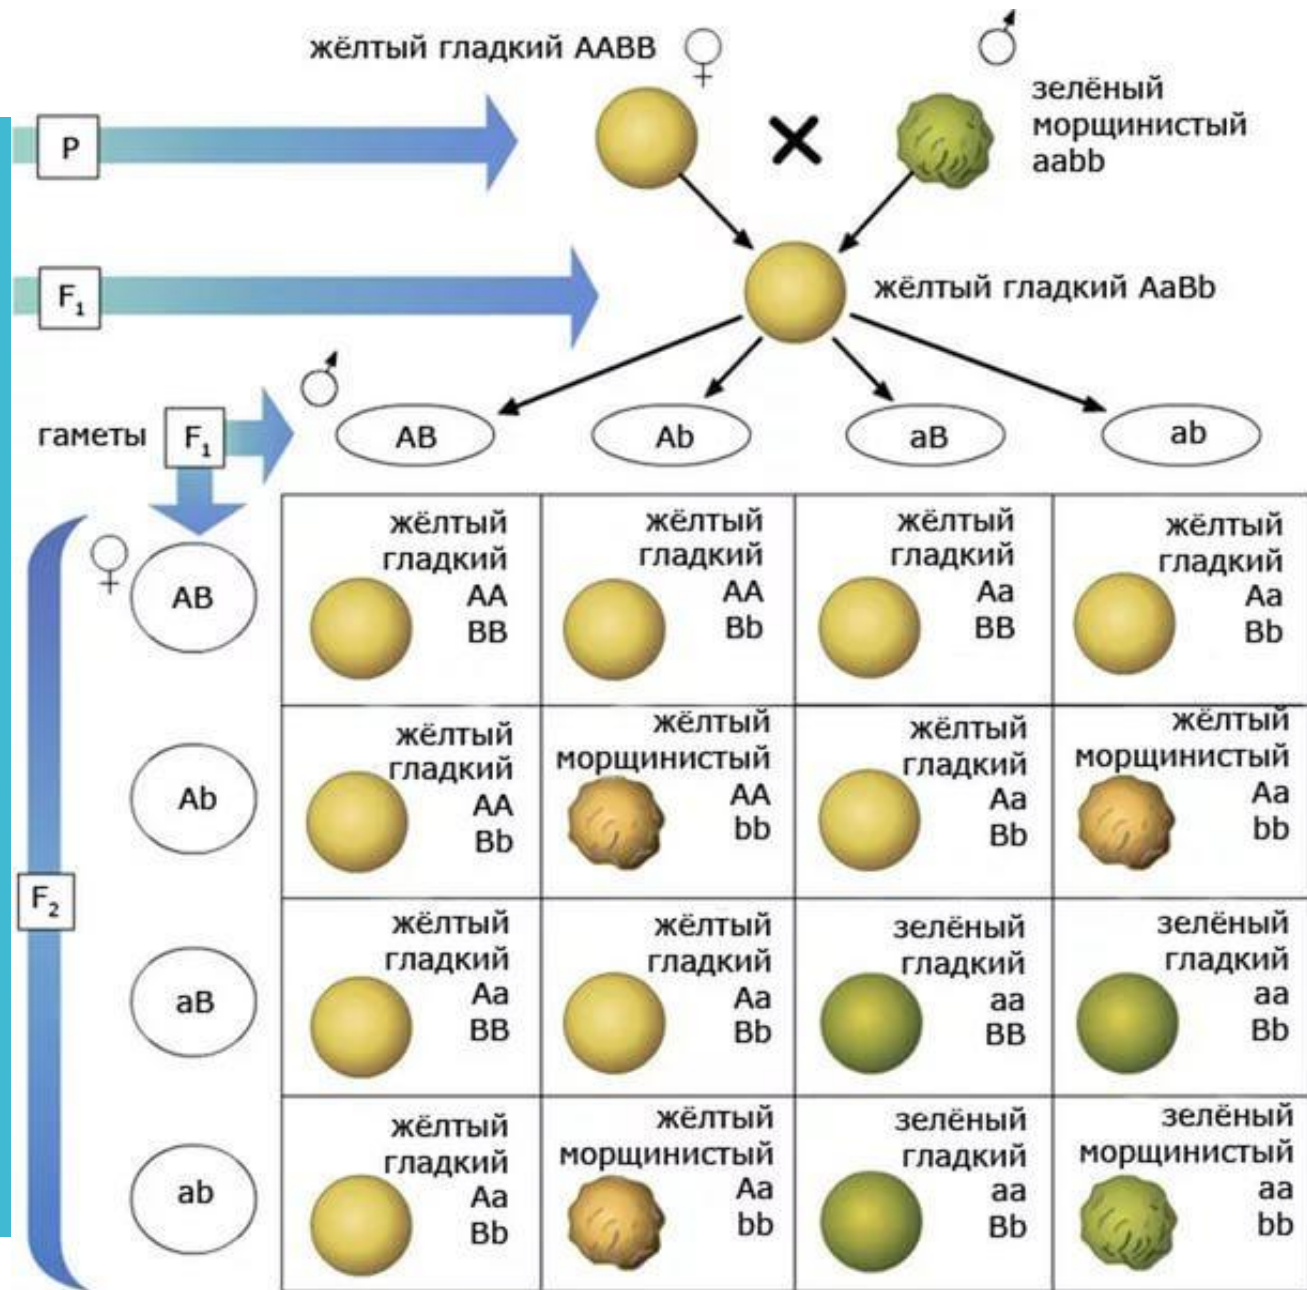 жёлтый гладкий AABB
зелёный
морщинистый
aabb
P
F₁
жёлтый гладкий AaBb
гаметы F₁
AB
Ab
aB
ab
F₂
AB
жёлтый
гладкий
AA
BB
жёлтый
гладкий
AA
Bb
жёлтый
гладкий
Aa
BB
жёлтый
гладкий
Aa
Bb
Ab
жёлтый
гладкий
AA
Bb
жёлтый
морщинистый
AA
bb
жёлтый
гладкий
Aa
Bb
жёлтый
морщинистый
Aa
bb
aB
жёлтый
гладкий
Aa
BB
жёлтый
гладкий
Aa
Bb
зелёный
гладкий
aa
BB
зелёный
гладкий
aa
Bb
ab
жёлтый
гладкий
Aa
Bb
жёлтый
морщинистый
Aa
bb
зелёный
гладкий
aa
Bb
зелёный
морщинистый
aa
bb